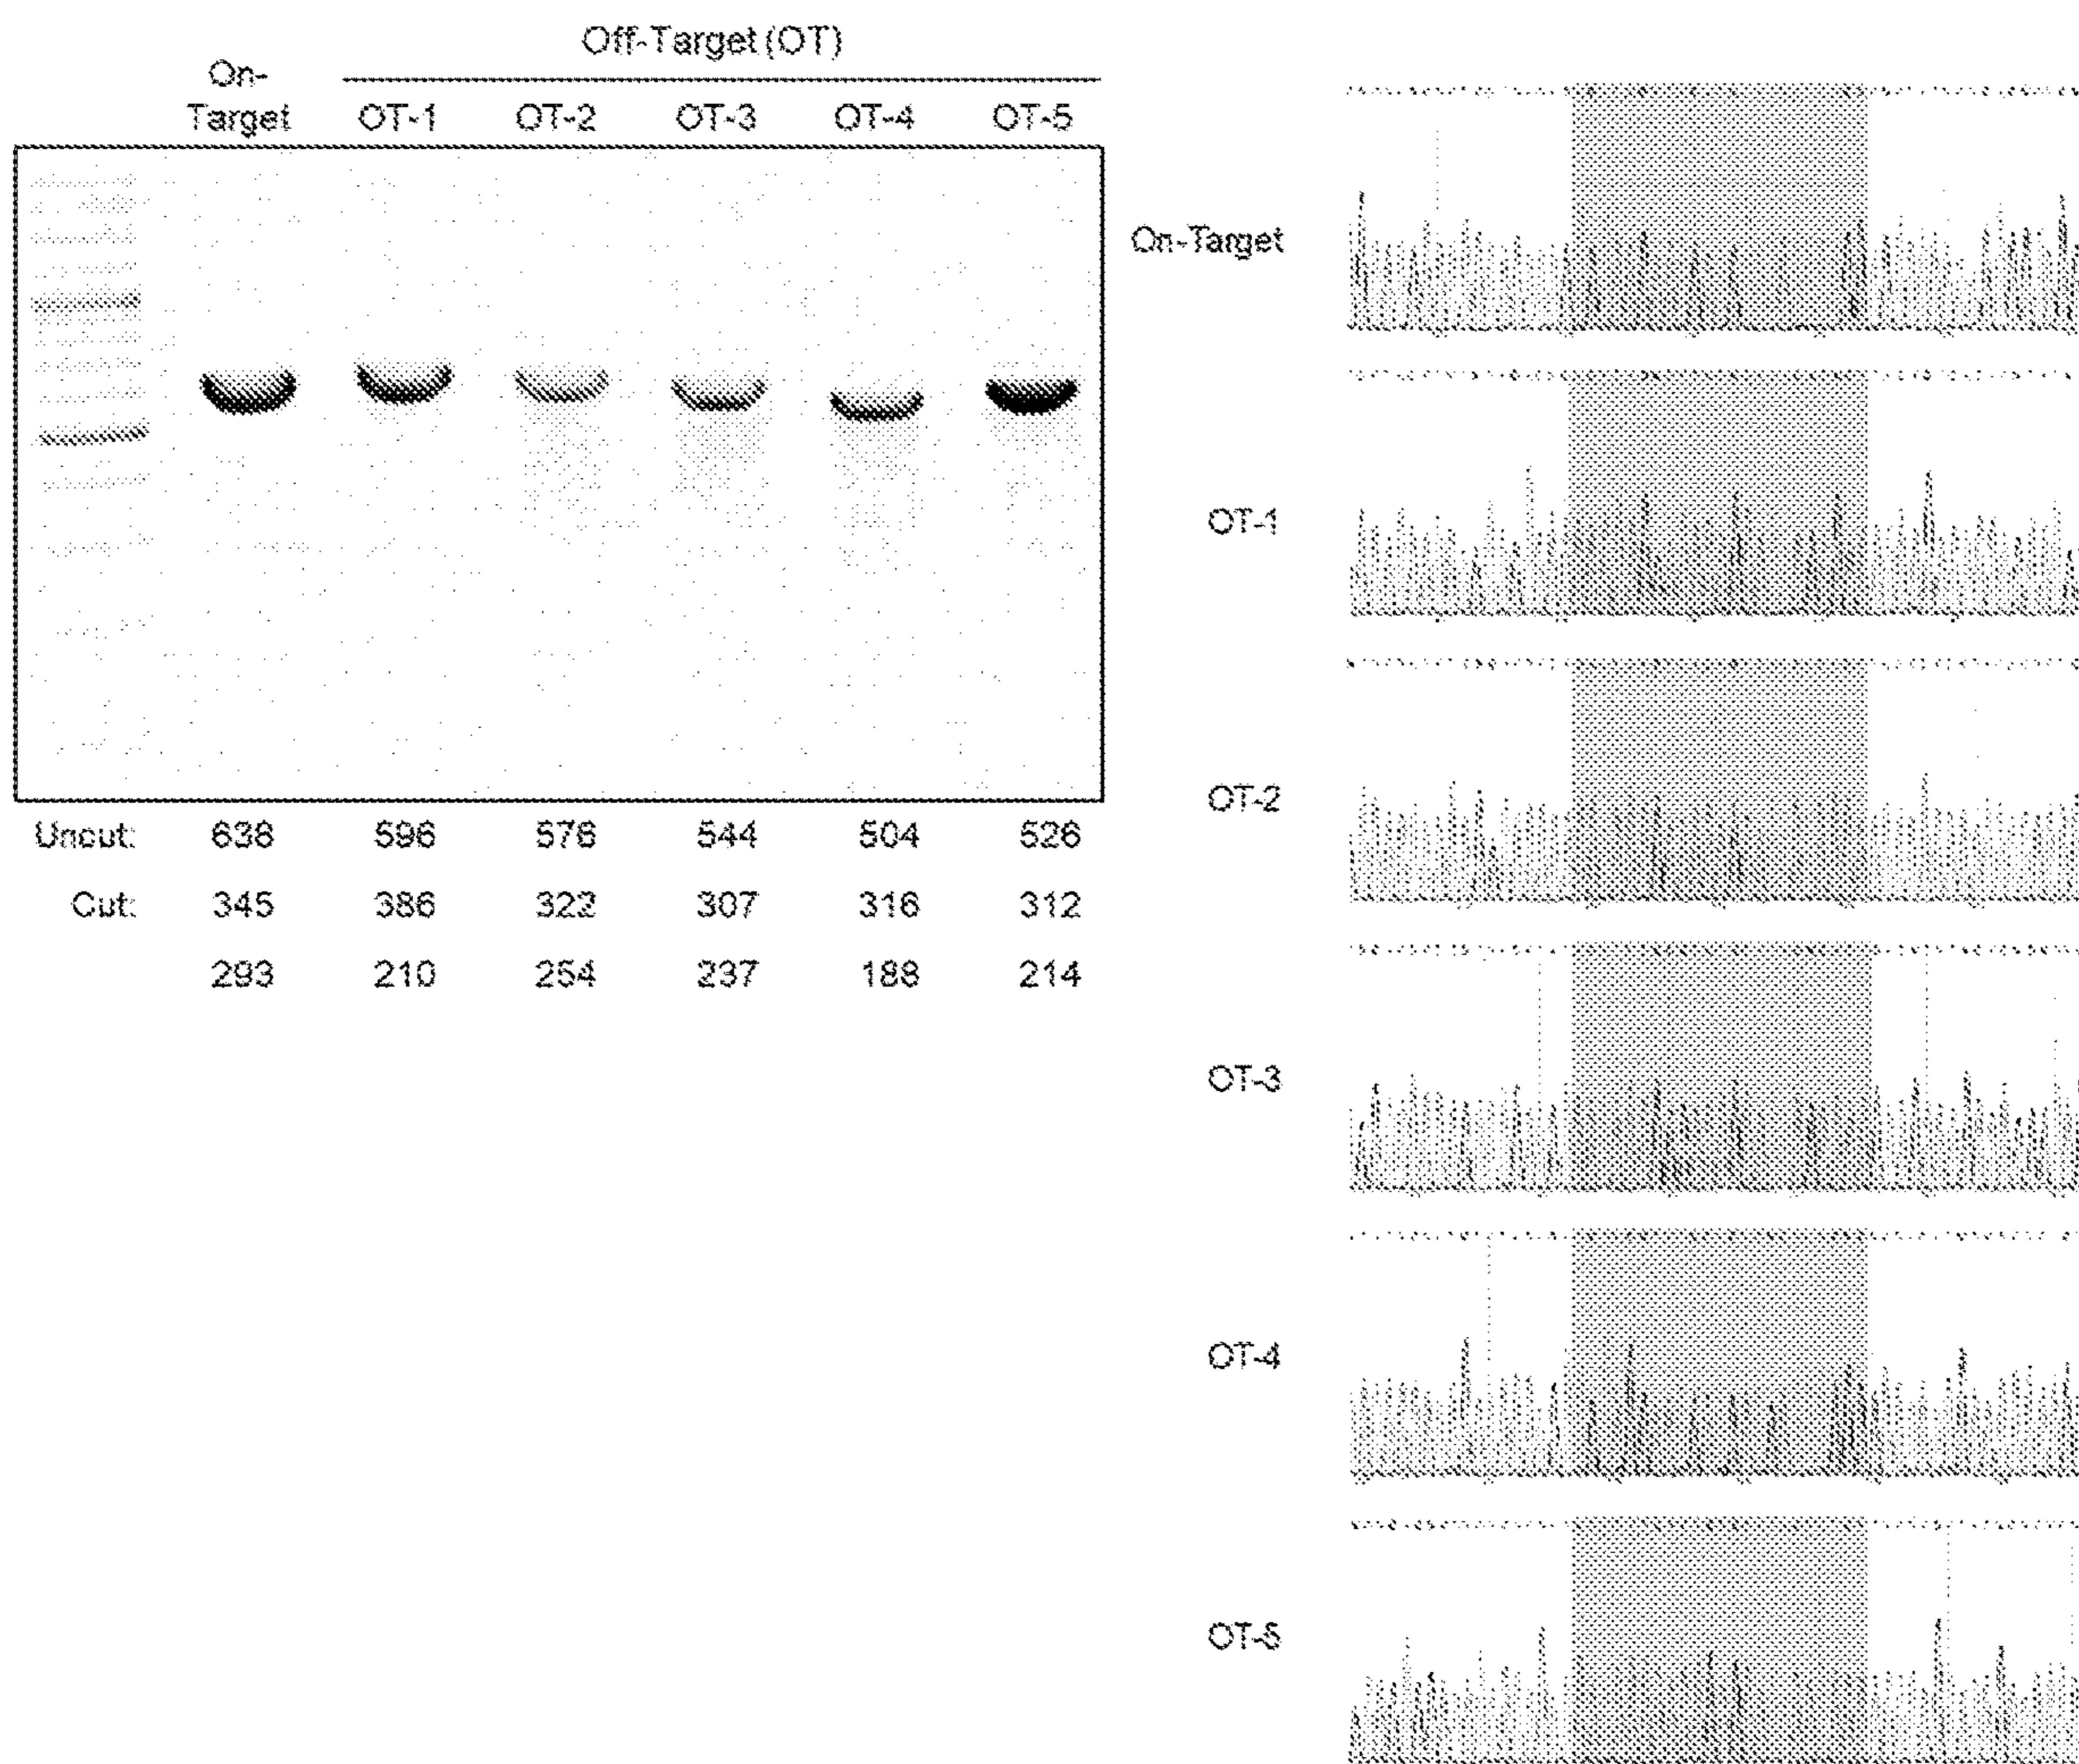 Off-Target (OT)
On-
Target OT-1 OT-2 OT-3 OT-4 OT-5
Uncut: 638 596 576 544 504 526
Cut: 345 386 322 307 316 312
293 210 254 237 188 214
On-Target
OT-1
OT-2
OT-3
OT-4
OT-5